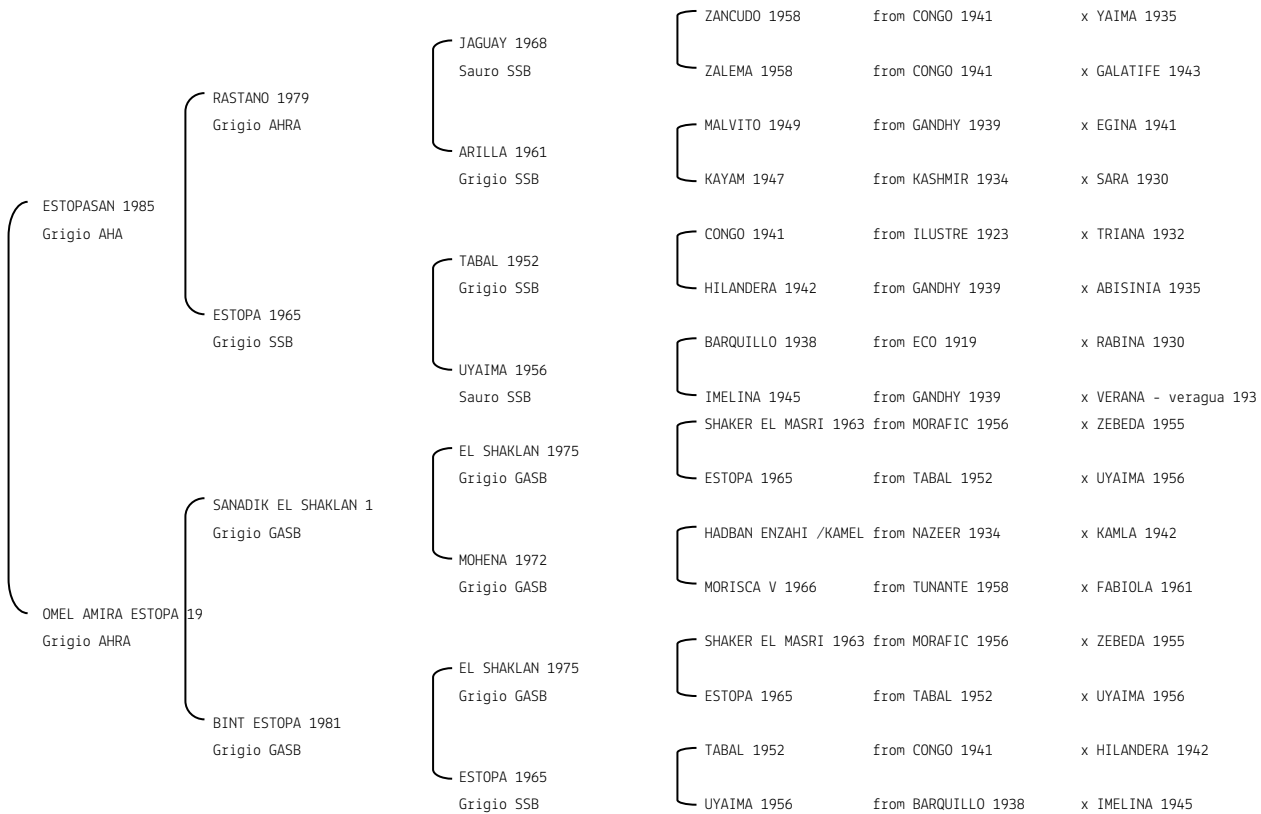 ZANCUDO 1958 from CONGO 1941 x YAIMA 1935
JAGUAY 1968
Sauro SSB
ZALEMA 1958 from CONGO 1941 x GALATIFE 1943
RASTANO 1979
Grigio AHRA
MALVITO 1949 from GANDHY 1939 x EGINA 1941
ARILLA 1961
Grigio SSB
KAYAM 1947 from KASHMIR 1934 x SARA 1930
ESTOPASAN 1985
Grigio AHA
CONGO 1941 from ILUSTRE 1923 x TRIANA 1932
TABAL 1952
Grigio SSB
HILANDERA 1942 from GANDHY 1939 x ABISINIA 1935
ESTOPA 1965
Grigio SSB
BARQUILLO 1938 from ECO 1919 x RABINA 1930
UYAIMA 1956
Sauro SSB
IMELINA 1945 from GANDHY 1939 x VERANA - veragua 193
SHAKER EL MASRI 1963 from MORAFIC 1956 x ZEBEDA 1955
EL SHAKLAN 1975
Grigio GASB
ESTOPA 1965 from TABAL 1952 x UYAIMA 1956
SANADIK EL SHAKLAN 1
Grigio GASB
HADBAN ENZAHI /KAMEL from NAZEER 1934 x KAMLA 1942
MOHENA 1972
Grigio GASB
MORISCA V 1966 from TUNANTE 1958 x FABIOLA 1961
OMEL AMIRA ESTOPA 19
Grigio AHRA
SHAKER EL MASRI 1963 from MORAFIC 1956 x ZEBEDA 1955
EL SHAKLAN 1975
Grigio GASB
ESTOPA 1965 from TABAL 1952 x UYAIMA 1956
BINT ESTOPA 1981
Grigio GASB
TABAL 1952 from CONGO 1941 x HILANDERA 1942
ESTOPA 1965
Grigio SSB
UYAIMA 1956 from BARQUILLO 1938 x IMELINA 1945